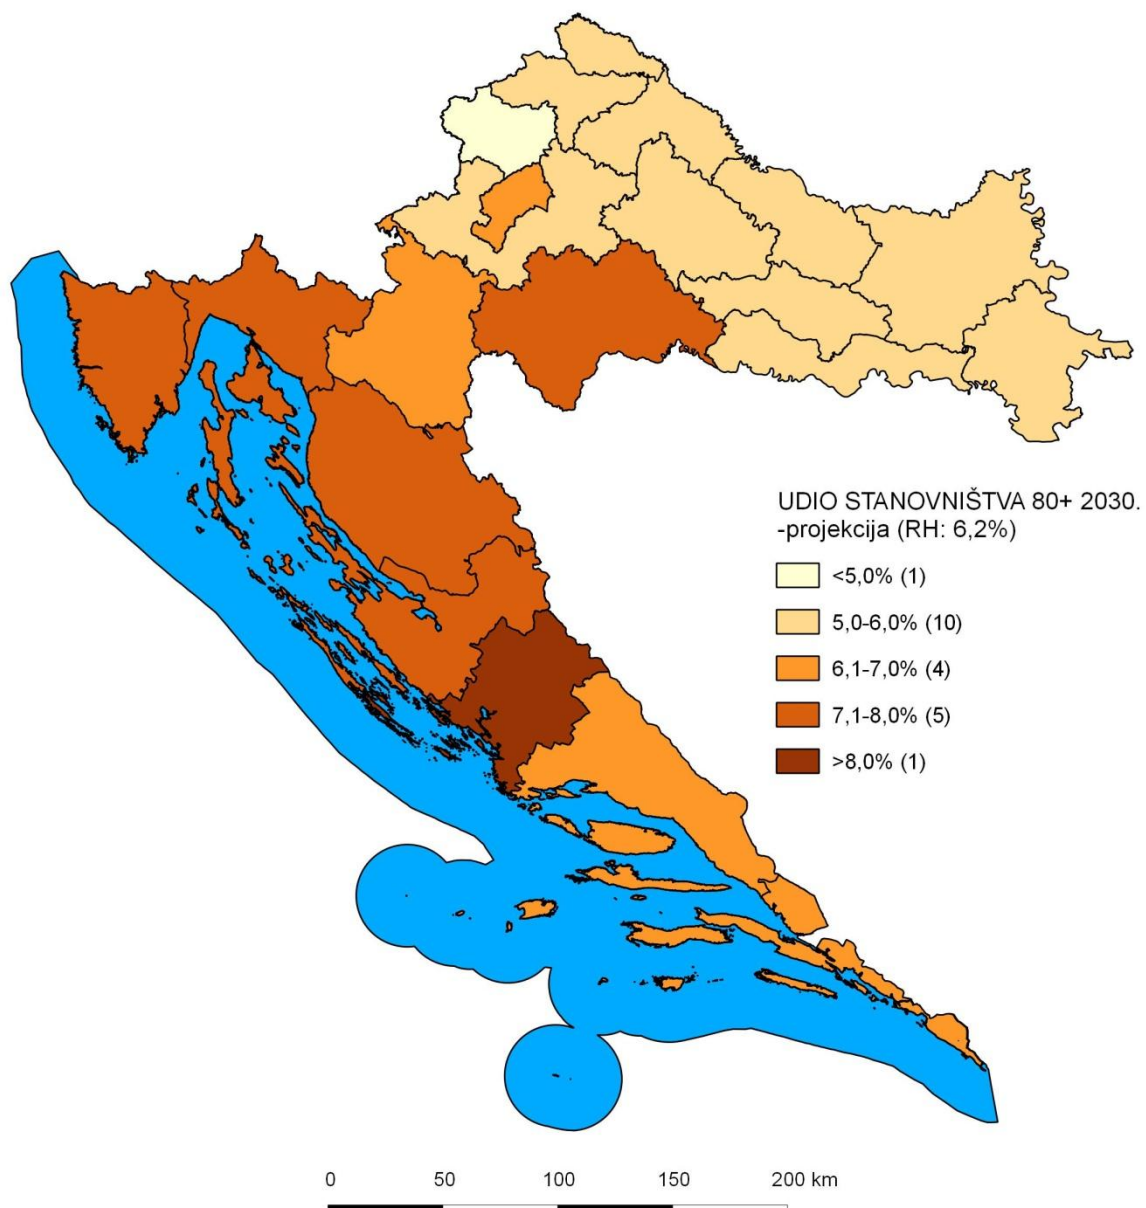 UDIO STANOVNIŠTVA 80+ 2030.
-projekcija (RH: 6,2%)
<5,0% (1)
5,0-6,0% (10)
6,1-7,0% (4)
7,1-8,0% (5)
>8,0% (1)
0 50 100 150 200 km